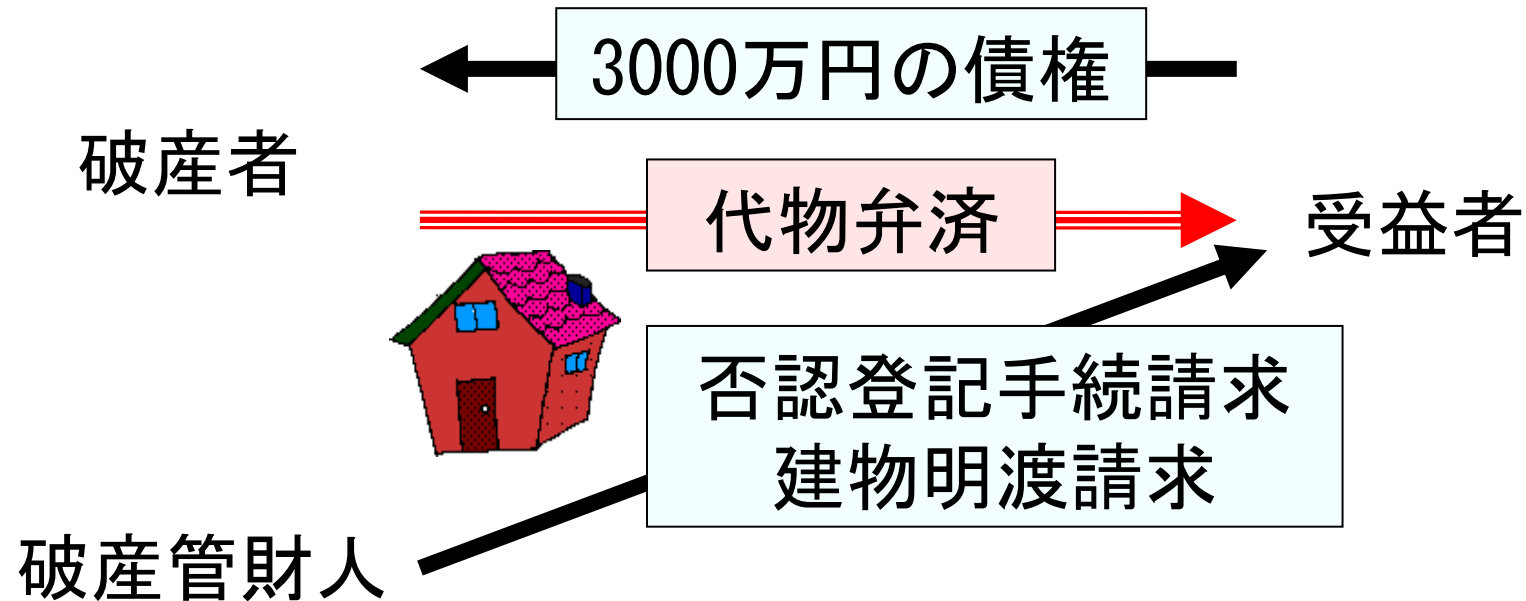 3000万円の債権
破産者
代物弁済
受益者
否認登記手続請求
建物明渡請求
破産管財人